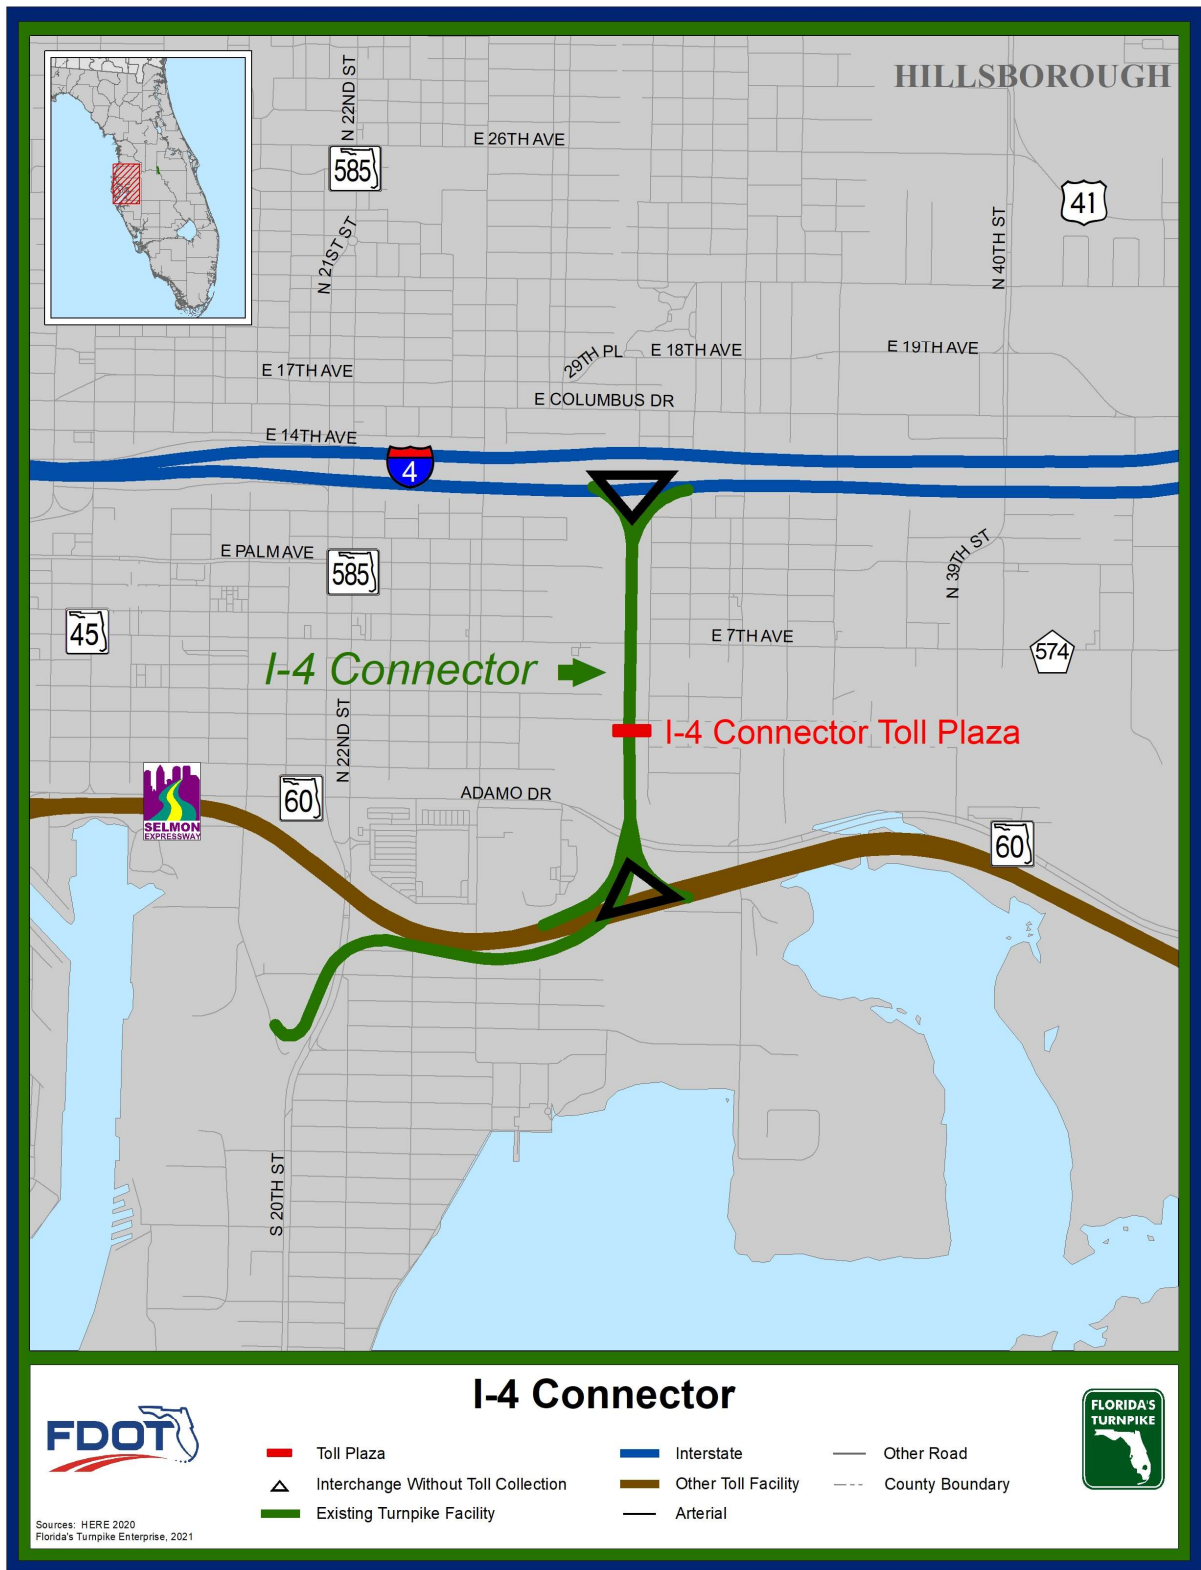 HILLSBOROUGH
N 22ND ST
E 26TH AVE
585
41
N 21ST ST
N 40TH ST
29TH PL
E 18TH AVE
E 19TH AVE
E 17TH AVE
E COLUMBUS DR
E 14TH AVE
4
E PALM AVE
585
N 39TH ST
45
E 7TH AVE
574
I-4 Connector
I-4 Connector Toll Plaza
N 22ND ST
SELMON
EXPRESSWAY
60
ADAMO DR
60
S 20TH ST
I-4 Connector
FDOT
Toll Plaza
Interchange Without Toll Collection
Existing Turnpike Facility
Interstate
Other Toll Facility
Arterial
Other Road
County Boundary
FLORIDA'S
TURNPIKE
Sources: HERE 2020
Florida's Turnpike Enterprise, 2021